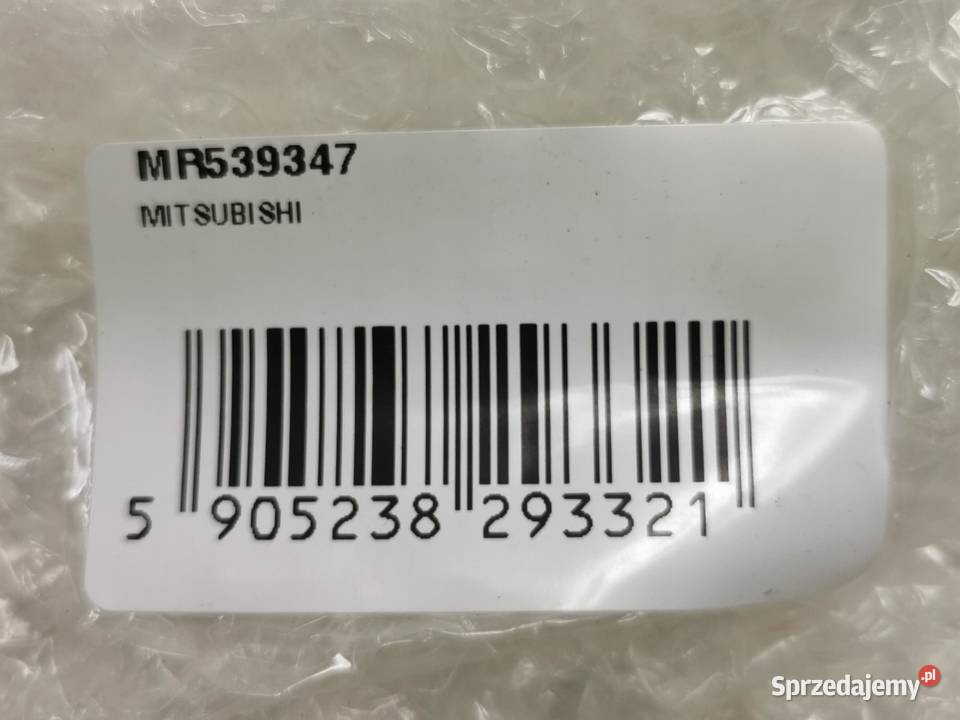 MR539347
MITSUBISHI
5 905238 293321
Sprzedajemy.pl